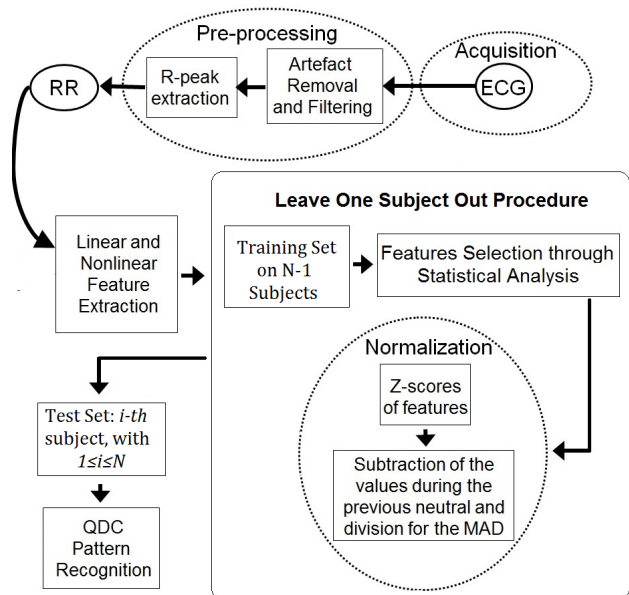 Pre-processing
Acquisition
RR
R-peak
extraction
Artefact
Removal
and Filtering
ECG
Leave One Subject Out Procedure
Linear and
Nonlinear
Feature
Extraction
Training Set
on N-1
Subjects
Features Selection through
Statistical Analysis
Normalization
Z-scores
of features
Subtraction of the
values during the
previous neutral and
division for the MAD
Test Set: i-th
subject, with
1≤i≤N
QDC
Pattern
Recognition